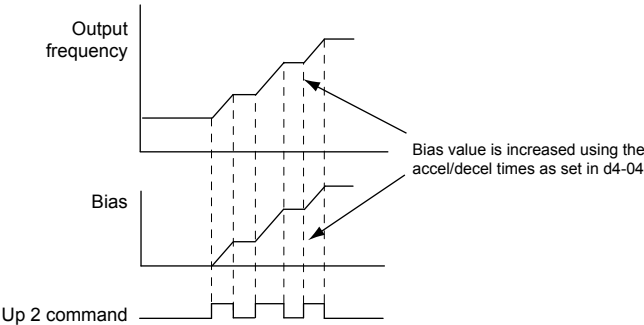 Output
frequency
Bias value is increased using the
accel/decel times as set in d4-04
Bias
Up 2 command